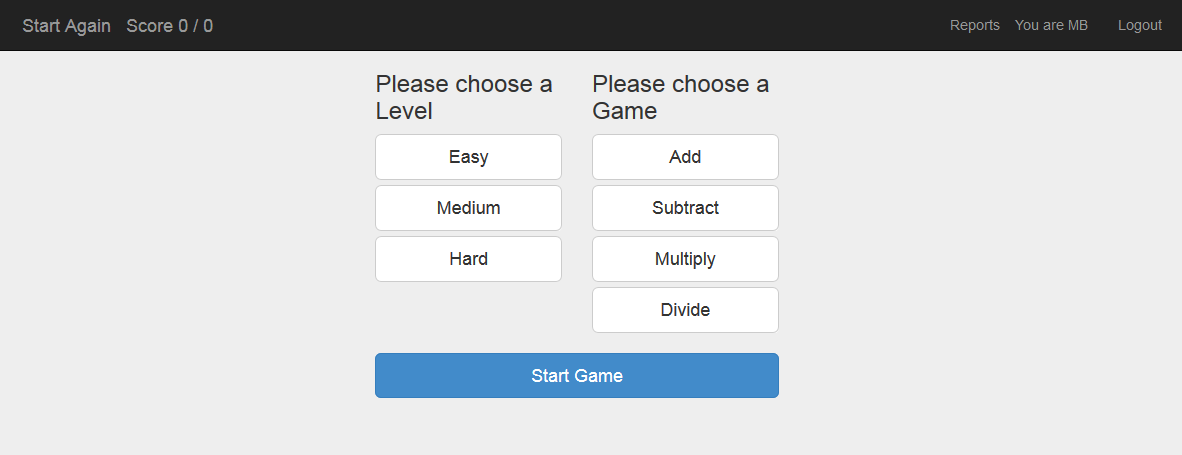 Start Again Score 0 / 0 Reports You are MB Logout
Please choose a
Level
Easy
Medium
Hard
Please choose a
Game
Add
Subtract
Multiply
Divide
Start Game